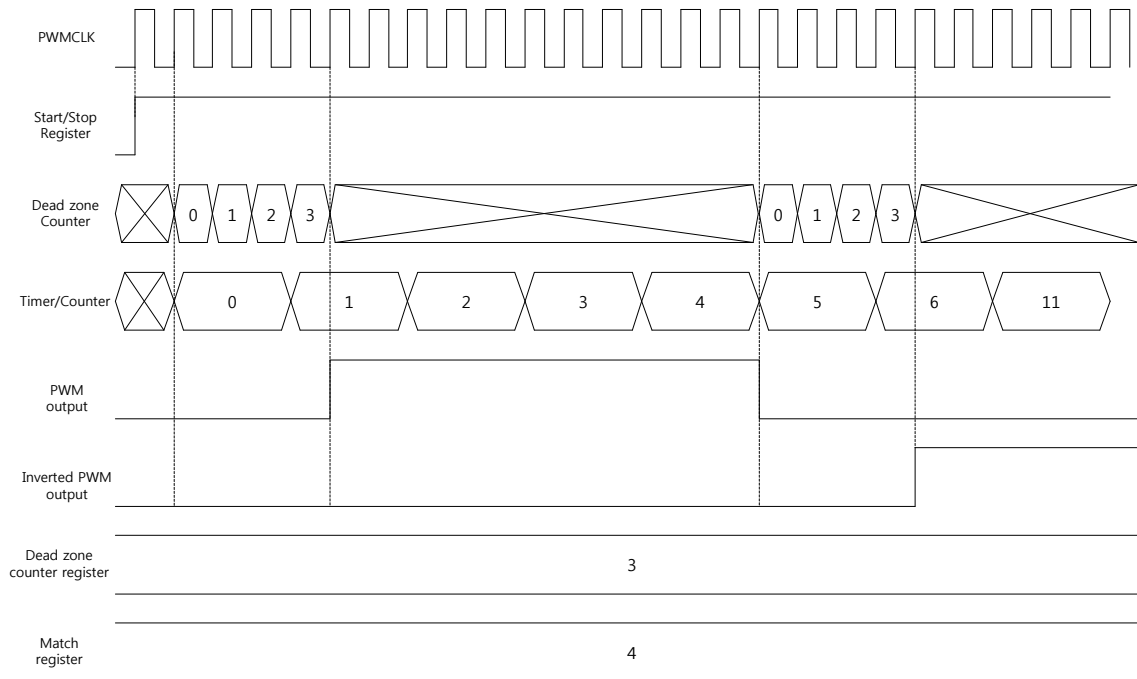 PWMCLK
Start/Stop
Register
Dead zone
Counter
0 1 2 3 0 1 2 3
Timer/Counter
0 1 2 3 4 5 6 11
PWM
output
Inverted PWM
output
Dead zone
counter register
3
Match
register
4